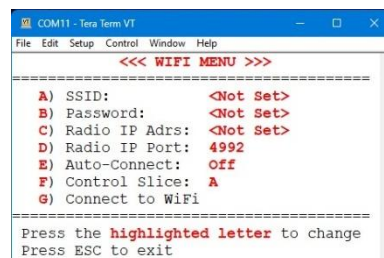 COM11 - Tera Term VT
File Edit Setup Control Window Help
<<< WIFI MENU >>>
========================================
A) SSID: <Not Set>
B) Password: <Not Set>
C) Radio IP Adrs: <Not Set>
D) Radio IP Port: 4992
E) Auto-Connect: Off
F) Control Slice: A
G) Connect to WiFi
========================================
Press the highlighted letter to change
Press ESC to exit